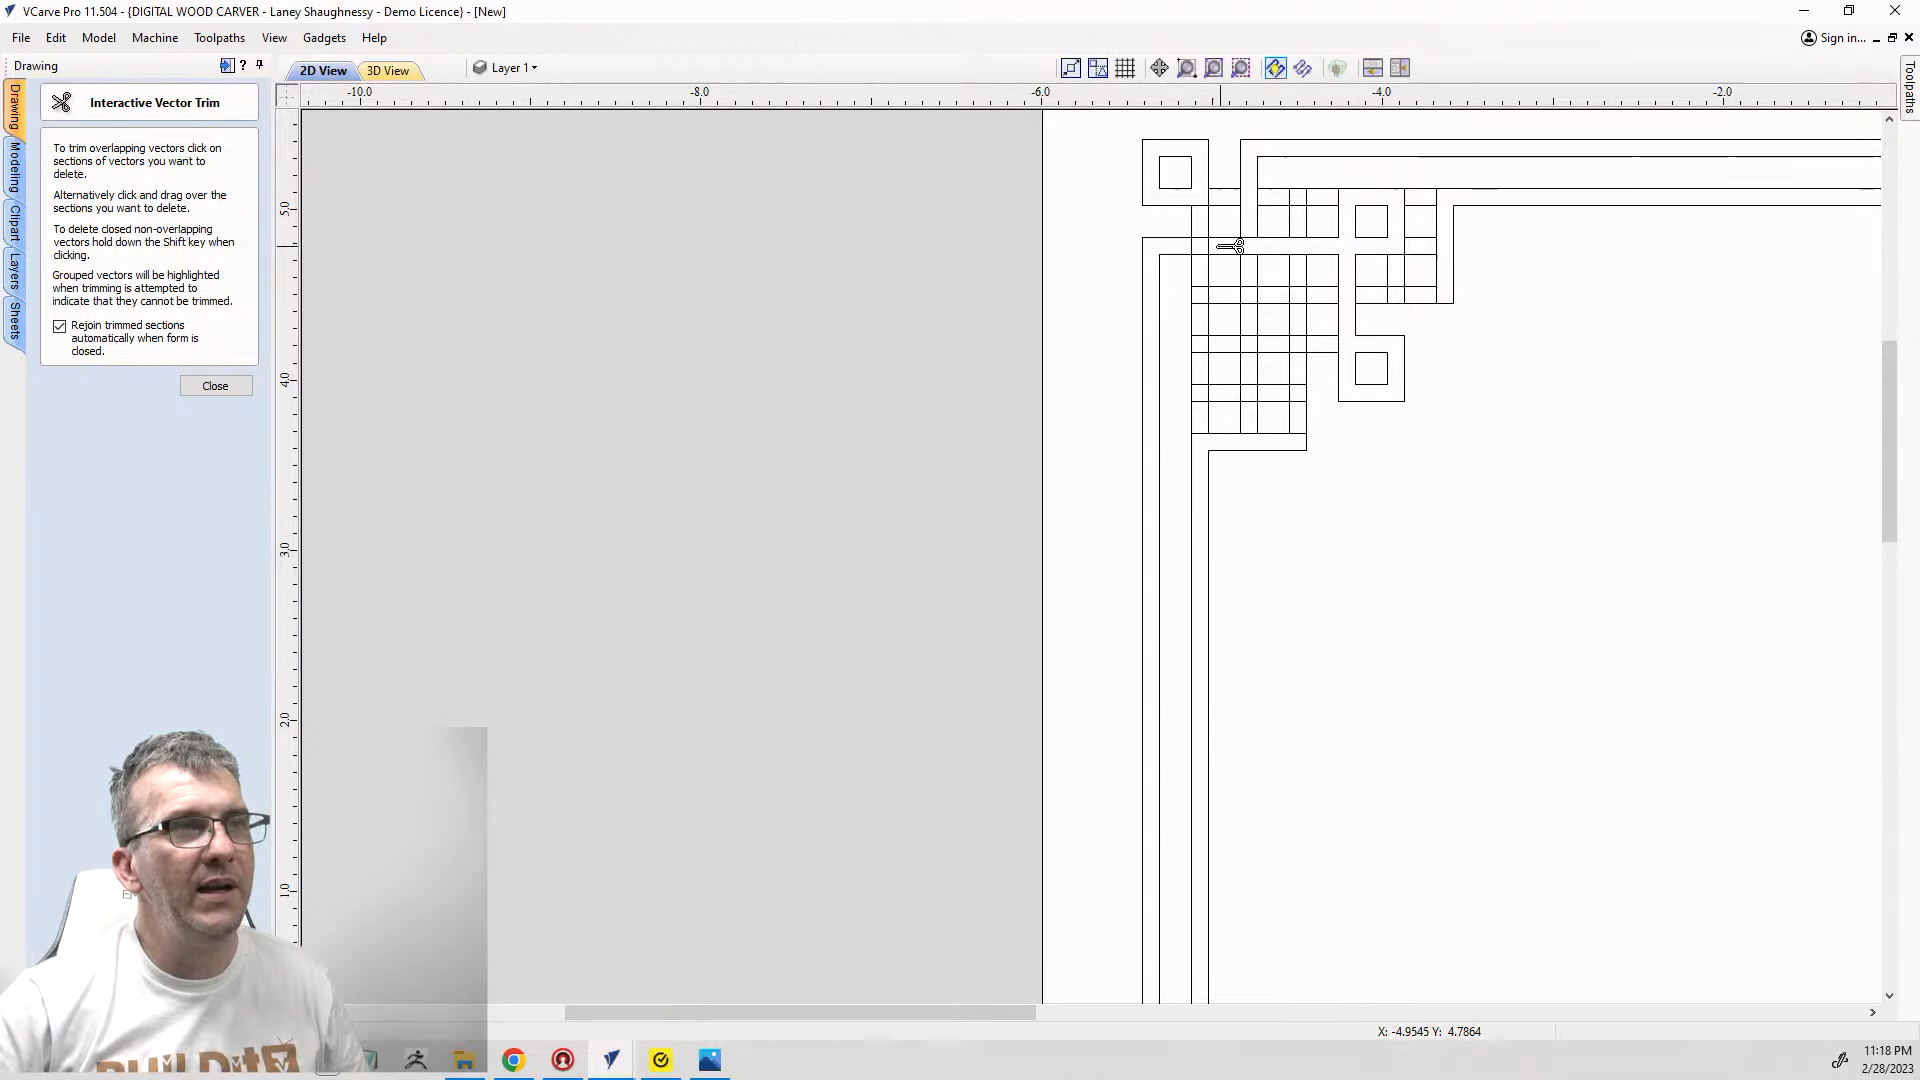 VCarve Pro 11.504 - {DIGITAL WOOD CARVER - Laney Shaughnessy - Demo Licence} - [New]
File Edit Model Machine Toolpaths View Gadgets Help
Sign in...
Drawing
?
2D View
3D View
Layer 1
Interactive Vector Trim
To trim overlapping vectors click on
sections of vectors you want to
delete.
Alternatively click and drag over the
sections you want to delete.
To delete closed non-overlapping
vectors hold down the Shift key when
clicking.
Grouped vectors will be highlighted
when trimming is attempted to
indicate that they cannot be trimmed.
Rejoin trimmed sections
automatically when form is
closed.
Close
Drawing
Modeling
Clipart
Layers
Sheets
Toolpaths
-10.0 -8.0 -6.0 -4.0 -2.0
5.0
4.0
3.0
2.0
1.0
X: -4.9545 Y: 4.7864
11:18 PM
2/28/2023